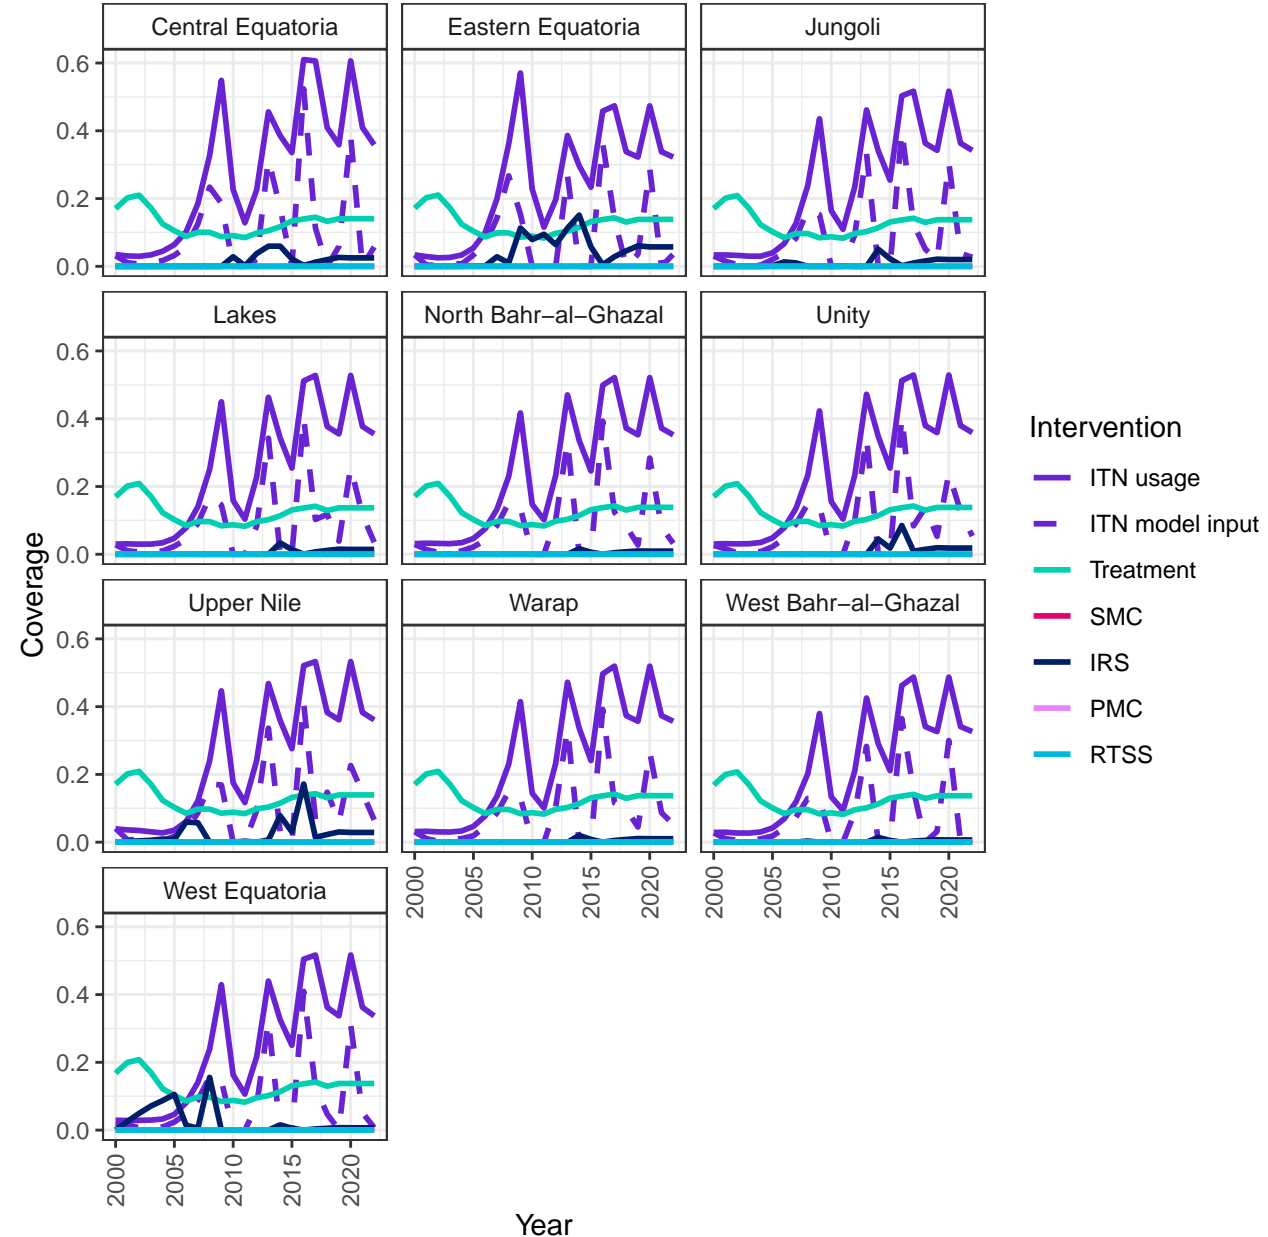 Central Equatoria
Eastern Equatoria
Jungoli
0.6
0.4
0.2
0.0
Lakes
North Bahr−al−Ghazal
Unity
0.6
0.4
0.2
0.0
Upper Nile
Warap
West Bahr−al−Ghazal
0.6
0.4
0.2
0.0
2000
2005
2010
2015
2020
2000
2005
2010
2015
2020
West Equatoria
0.6
0.4
0.2
0.0
2000
2005
2010
2015
2020
Year
Coverage
Intervention
ITN usage
ITN model input
Treatment
SMC
IRS
PMC
RTSS